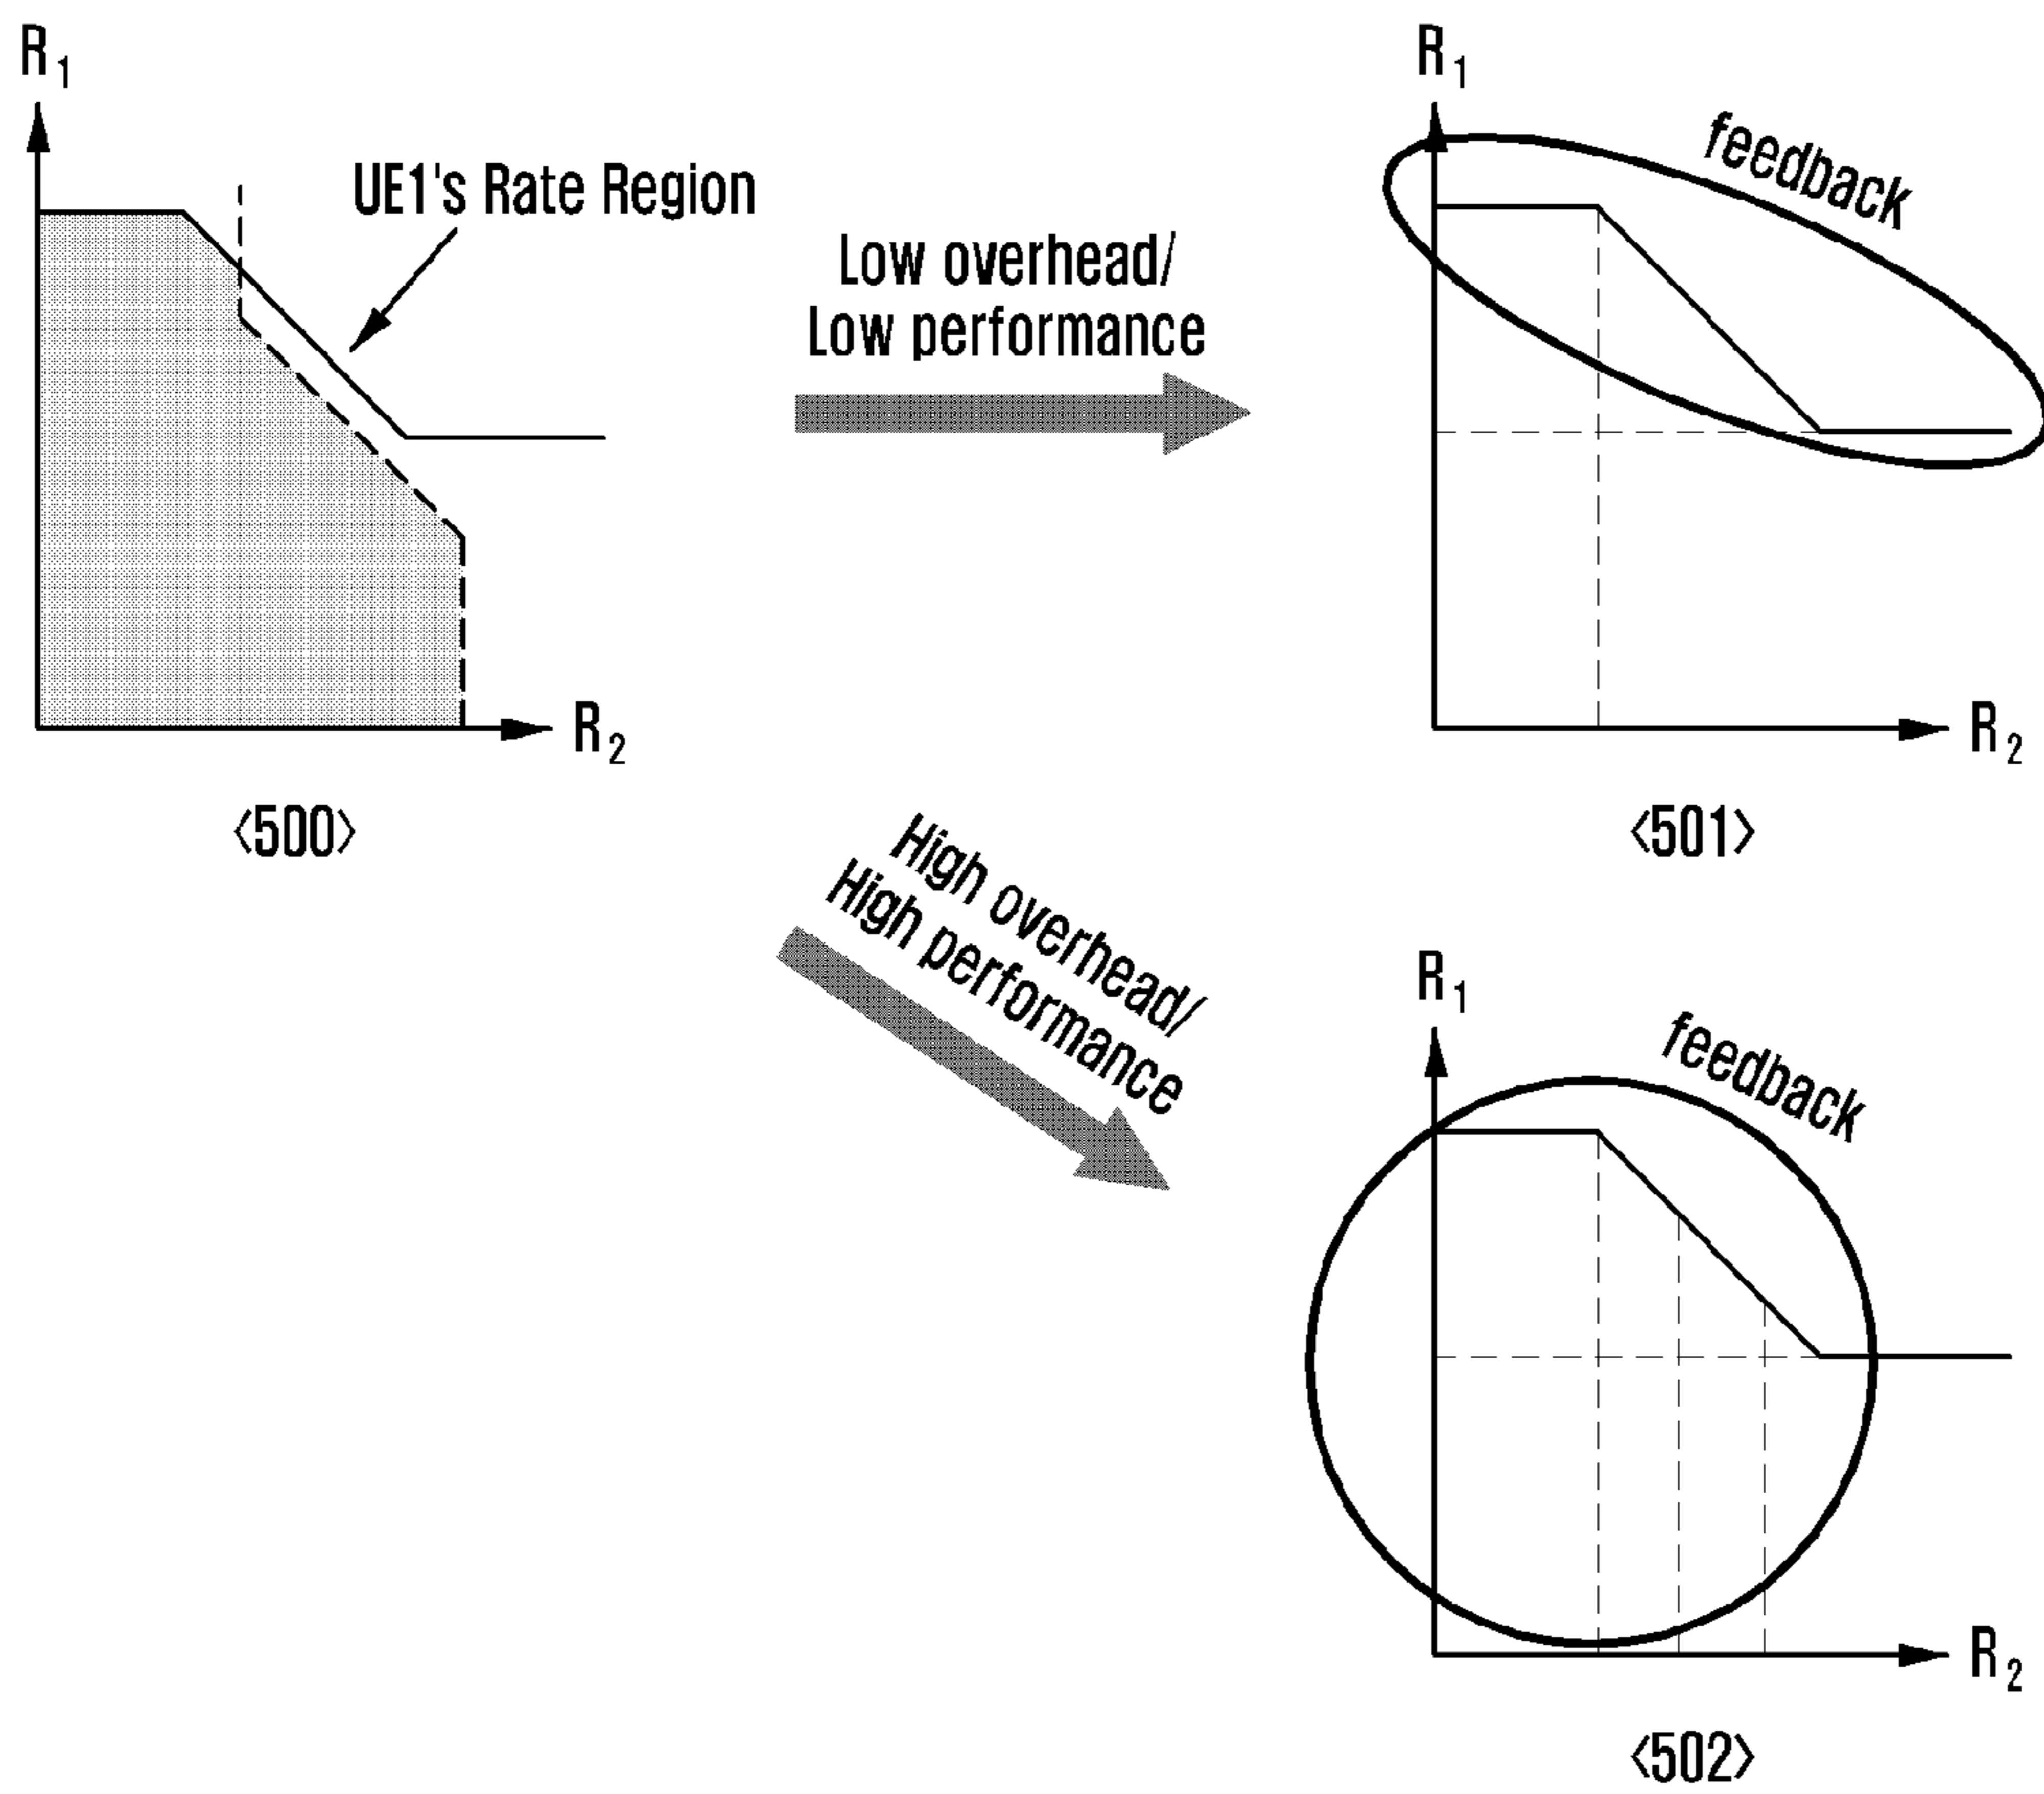 R1
UE1's Rate Region
R2
<500>
Low overhead/
Low performance
R1
feedback
R2
<501>
High overhead/
High performance
R1
feedback
R2
<502>